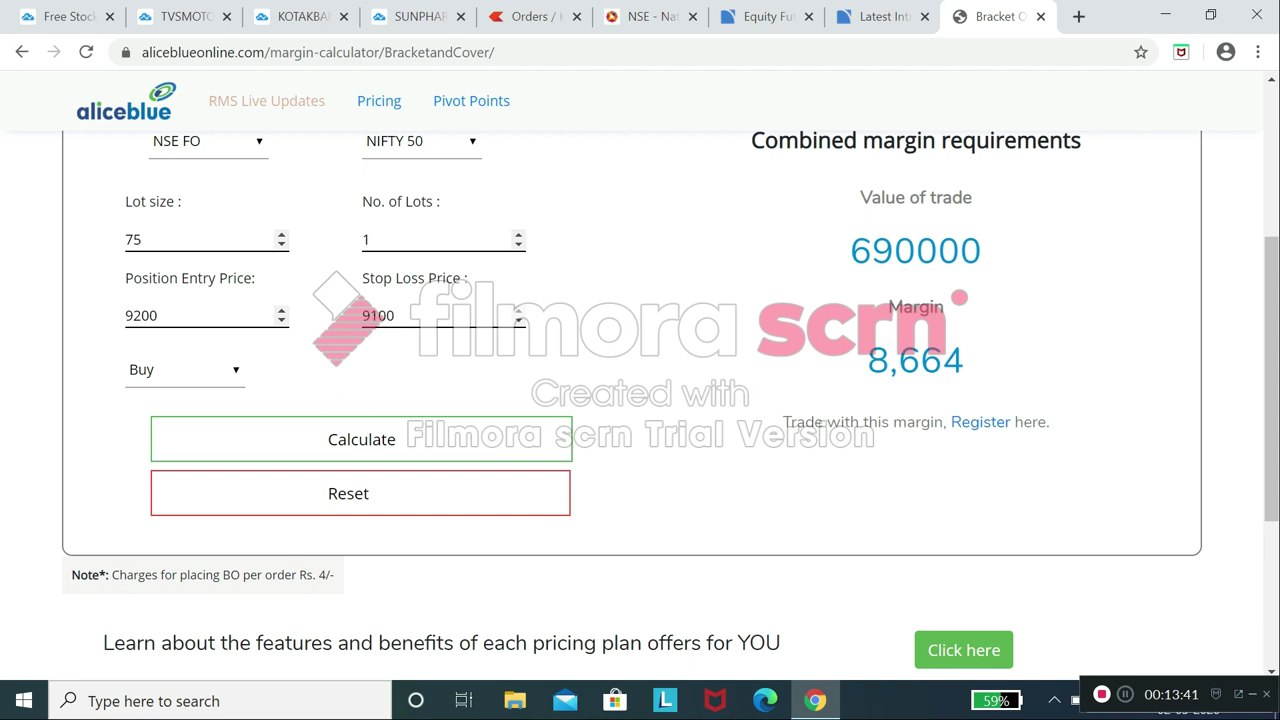 Free Stock
TVSMOTO
KOTAKBA
SUNPHAR
Orders / K
NSE - Nat
Equity Fut
Latest Intr
Bracket O
aliceblueonline.com/margin-calculator/BracketandCover/
aliceblue
RMS Live Updates
Pricing
Pivot Points
NSE FO
NIFTY 50
Combined margin requirements
Lot size :
No. of Lots :
Value of trade
75
1
690000
Position Entry Price:
Stop Loss Price :
Margin
9200
9100
8,664
filmora scrn
Created with
Filmora scrn Trial Version
Buy
Trade with this margin, Register here.
Calculate
Reset
Note*: Charges for placing BO per order Rs. 4/-
Learn about the features and benefits of each pricing plan offers for YOU
Click here
Type here to search
L
59%
00:13:41